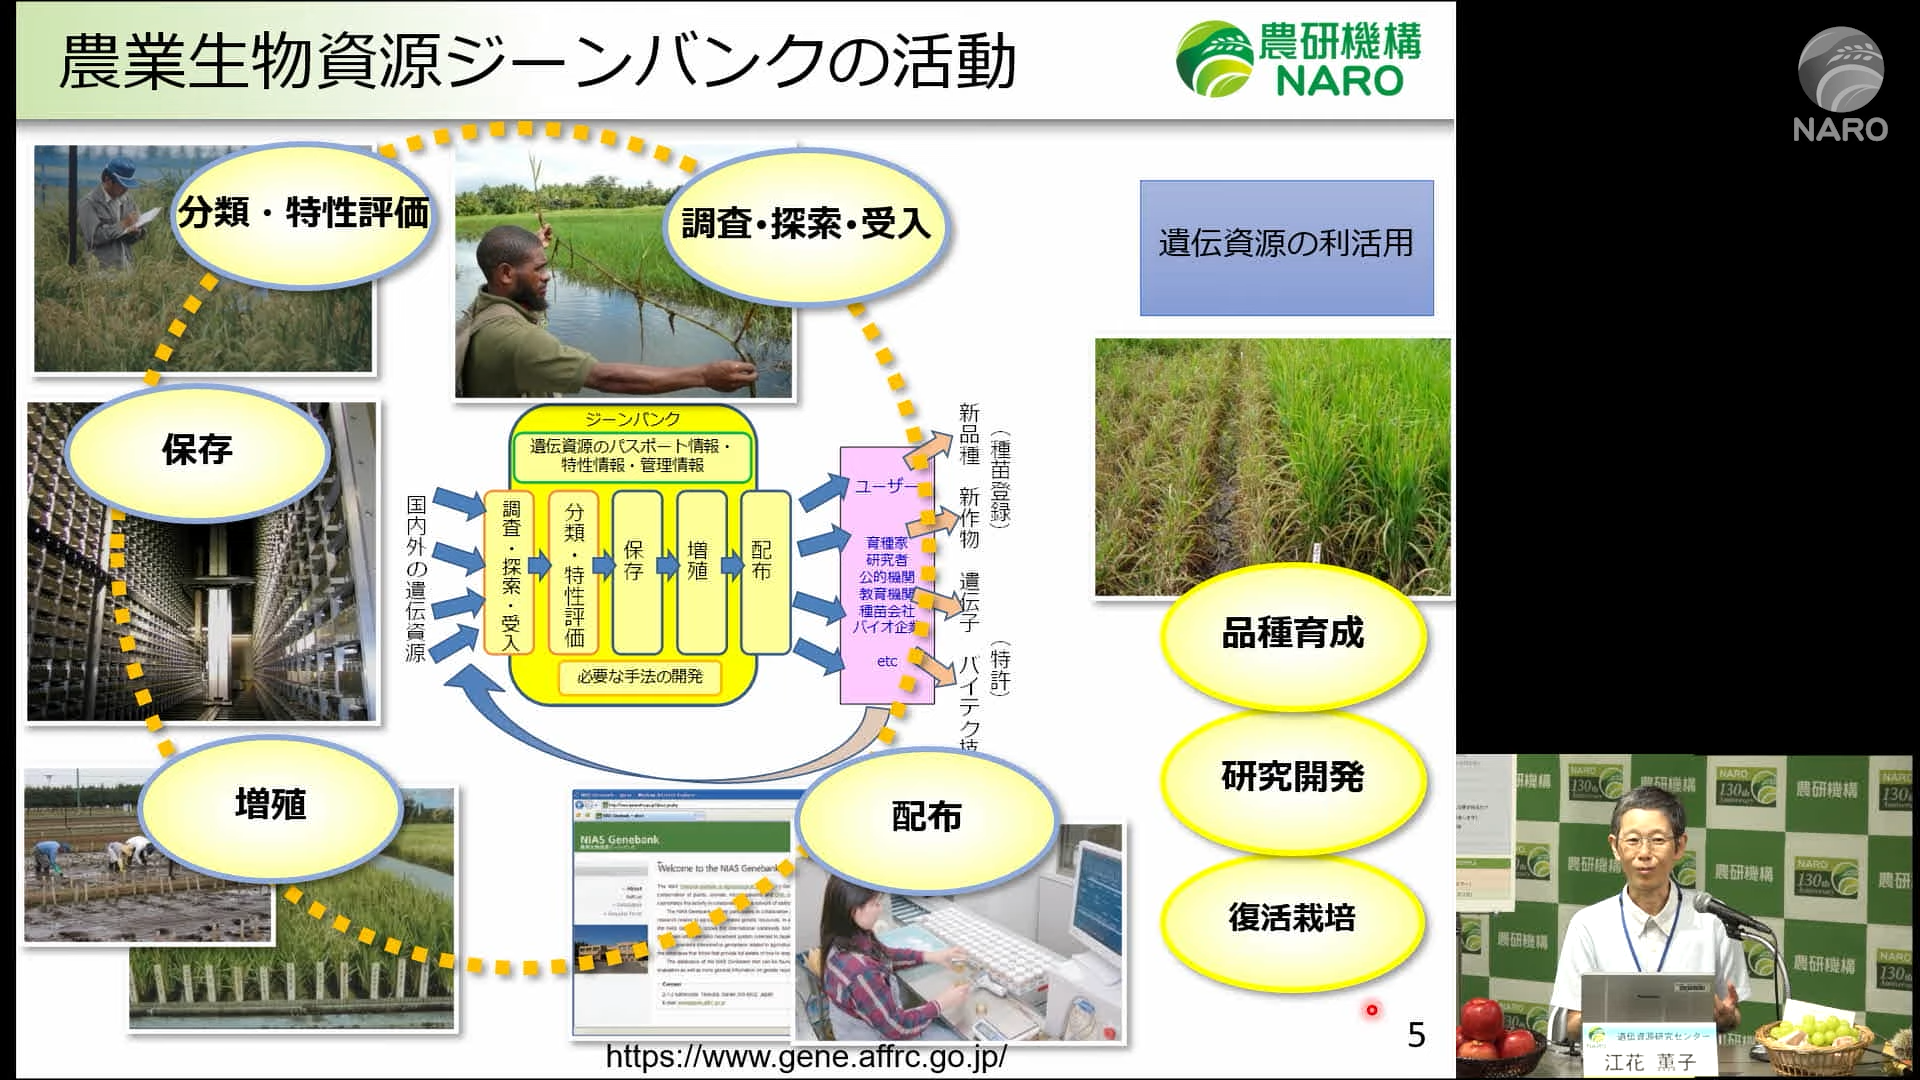 農業生物資源ジーンバンクの活動
農研機構
NARO
NARO
分類・特性評価
調査・探索・受入
遺伝資源の利活用
保存
ジーンバンク
遺伝資源のパスポート情報・
特性情報・管理情報
国内外の遺伝資源
調査・探索・受入
分類・特性評価
保存
増殖
配布
必要な手法の開発
ユーザー
育種家
研究者
公的機関
教育機関
種苗会社
バイオ企業
etc
新品種 新作物 遺伝子 バイテク技
(種苗登録)
(特許)
品種育成
研究開発
復活栽培
増殖
配布
NIAS Genebank
Welcome to the NIAS Genebank
https://www.gene.affrc.go.jp/
5
農研機構
NARO
130th
Anniversary
遺伝資源研究センター
江花 薫子